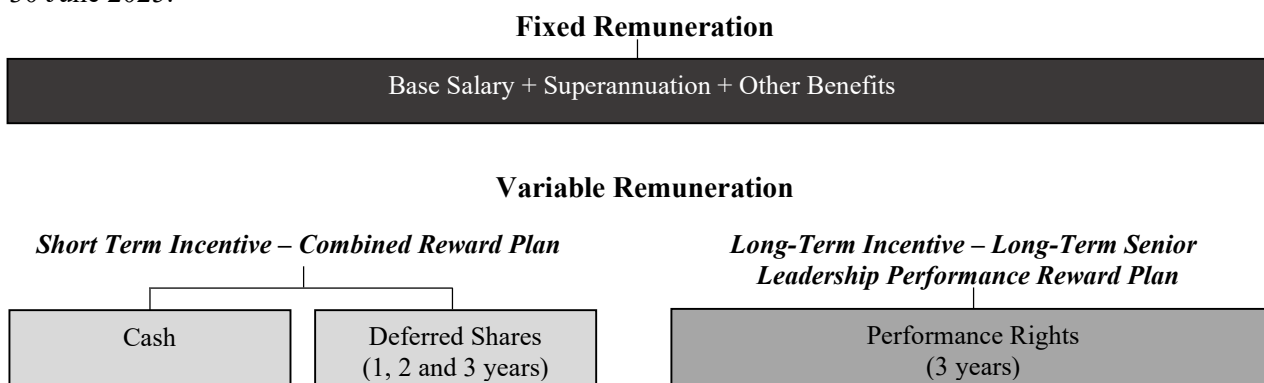 Fixed Remuneration
Base Salary + Superannuation + Other Benefits
Variable Remuneration
Short Term Incentive – Combined Reward Plan
Long-Term Incentive – Long-Term Senior
Leadership Performance Reward Plan
Cash
Deferred Shares
(1, 2 and 3 years)
Performance Rights
(3 years)